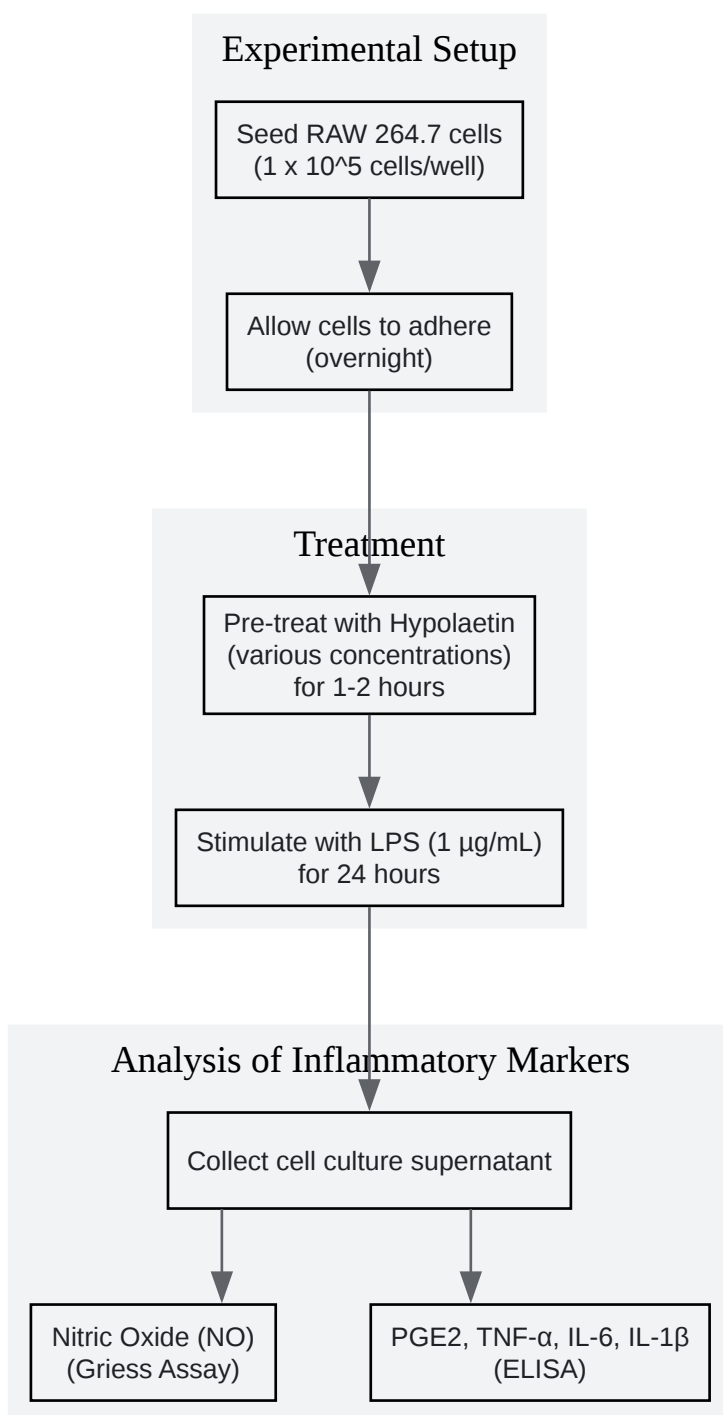 Experimental Setup
Seed RAW 264.7 cells
(1 x 10^5 cells/well)
Allow cells to adhere
(overnight)
Treatment
Pre-treat with Hypolaetin
(various concentrations)
for 1-2 hours
Stimulate with LPS (1 µg/mL)
for 24 hours
Analysis of Inflammatory Markers
Collect cell culture supernatant
Nitric Oxide (NO)
(Griess Assay)
PGE2, TNF-α, IL-6, IL-1β
(ELISA)